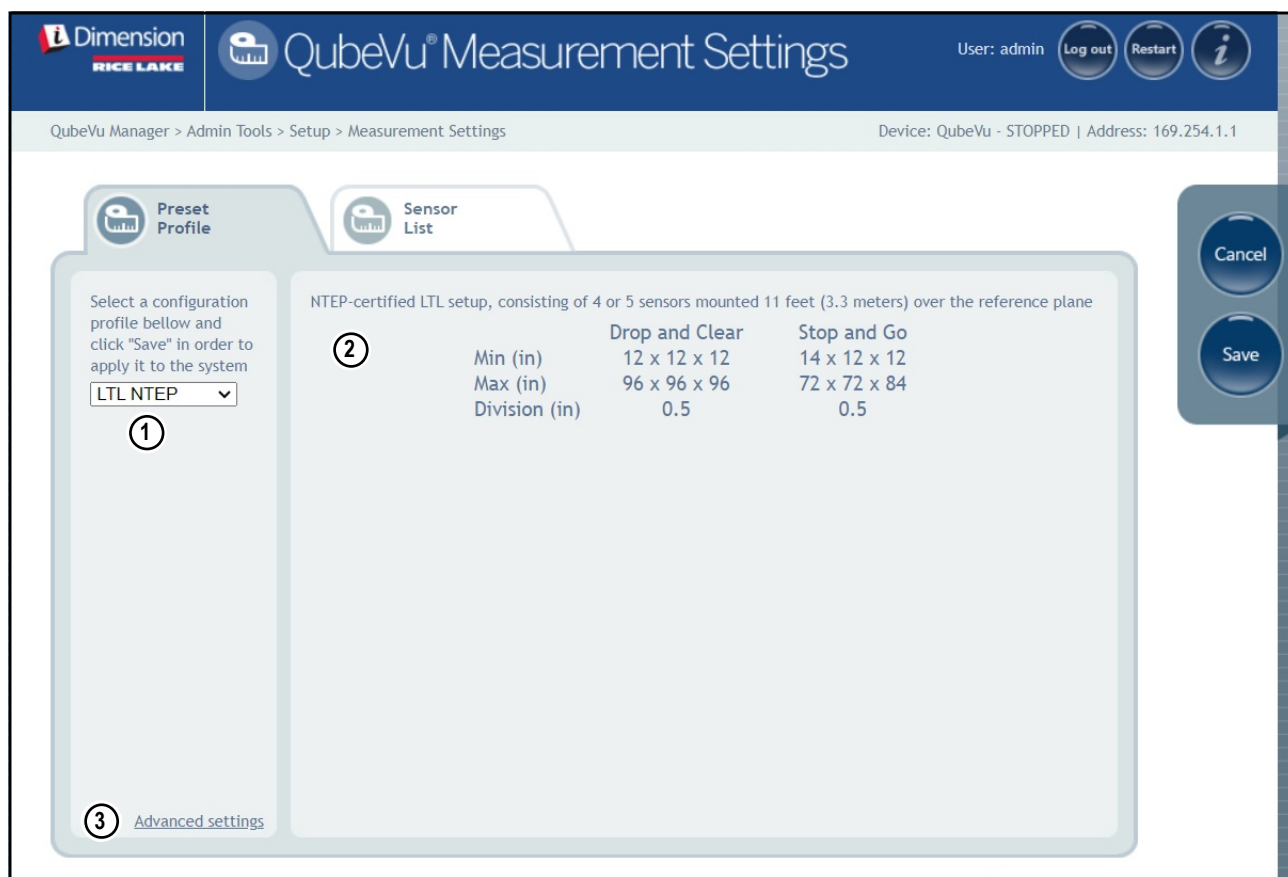 iDimension
RICE LAKE
QubeVu® Measurement Settings
User: admin
Log out
Restart
i
QubeVu Manager > Admin Tools > Setup > Measurement Settings
Device: QubeVu - STOPPED | Address: 169.254.1.1
Preset
Profile
Sensor
List
Cancel
Save
Select a configuration
profile bellow and
click "Save" in order to
apply it to the system
LTL NTEP
1
NTEP-certified LTL setup, consisting of 4 or 5 sensors mounted 11 feet (3.3 meters) over the reference plane
2
Drop and Clear Stop and Go
Min (in) 12 x 12 x 12 14 x 12 x 12
Max (in) 96 x 96 x 96 72 x 72 x 84
Division (in) 0.5 0.5
3 Advanced settings